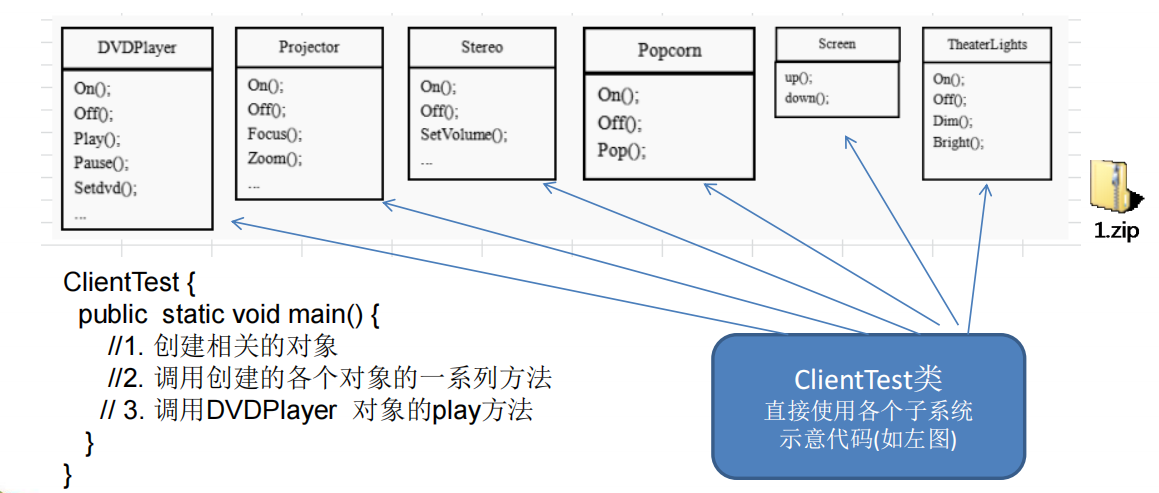 DVDPlayer
On();
Off();
Play();
Pause();
Setdvd();
...
Projector
On();
Off();
Focus();
Zoom();
...
Stereo
On();
Off();
SetVolume();
...
Popcorn
On();
Off();
Pop();
Screen
up();
down();
TheaterLights
On();
Off();
Dim();
Bright();
1.zip
ClientTest {
public static void main() {
//1. 创建相关的对象
//2. 调用创建的各个对象的一系列方法
// 3. 调用DVDPlayer 对象的play方法
}
}
ClientTest类
直接使用各个子系统
示意代码(如左图)